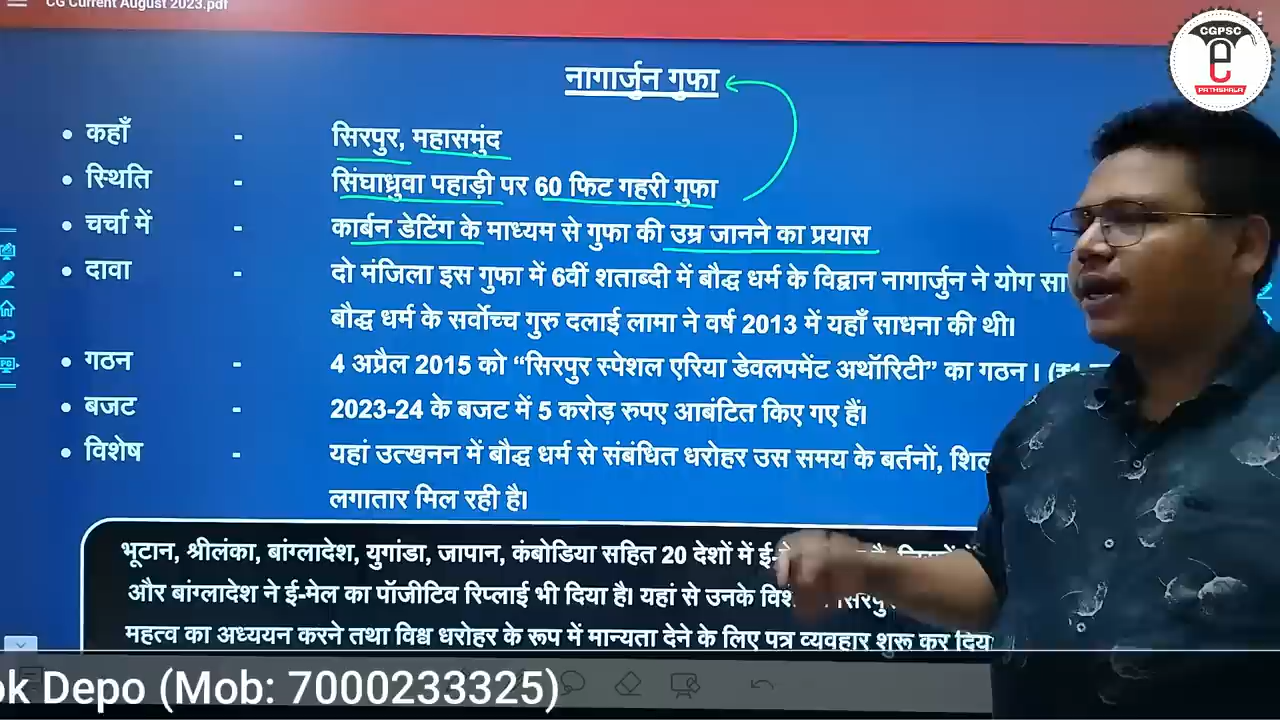 CG Current August 2023.pdf
CGPSC
e
PATHSHALA
नागार्जुन गुफा
• कहाँ - सिरपुर, महासमुंद
• स्थिति - सिंघाध्रुवा पहाड़ी पर 60 फिट गहरी गुफा
• चर्चा में - कार्बन डेटिंग के माध्यम से गुफा की उम्र जानने का प्रयास
• दावा - दो मंजिला इस गुफा में 6वीं शताब्दी में बौद्ध धर्म के विद्वान नागार्जुन ने योग सा
बौद्ध धर्म के सर्वोच्च गुरु दलाई लामा ने वर्ष 2013 में यहाँ साधना की थी।
• गठन - 4 अप्रैल 2015 को “सिरपुर स्पेशल एरिया डेवलपमेंट अथॉरिटी” का गठन।
• बजट - 2023-24 के बजट में 5 करोड़ रुपए आबंटित किए गए हैं।
• विशेष - यहां उत्खनन में बौद्ध धर्म से संबंधित धरोहर उस समय के बर्तनों,
लगातार मिल रही है।
भूटान, श्रीलंका, बांग्लादेश, युगांडा, जापान, कंबोडिया सहित 20 देशों में
और बांग्लादेश ने ई-मेल का पॉजीटिव रिप्लाई भी दिया है। यहां से उनके
महत्व का अध्ययन करने तथा विश्व धरोहर के रूप में मान्यता देने के लिए पत्र व्यवहार शुरू कर दिय
ok Depo (Mob: 7000233325)